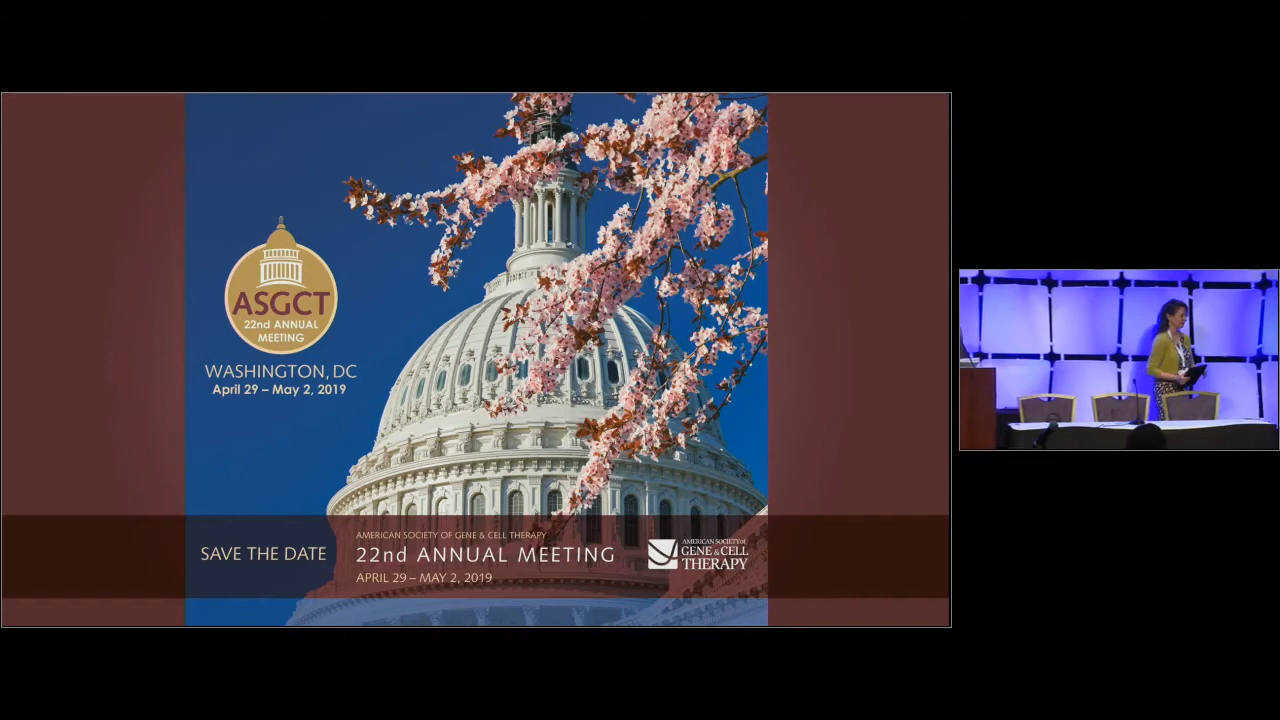 ASGCT
22nd ANNUAL
MEETING
WASHINGTON, DC
April 29 – May 2, 2019
SAVE THE DATE
AMERICAN SOCIETY OF GENE & CELL THERAPY
22nd ANNUAL MEETING
APRIL 29 – MAY 2, 2019
AMERICAN SOCIETY of
GENE & CELL
THERAPY